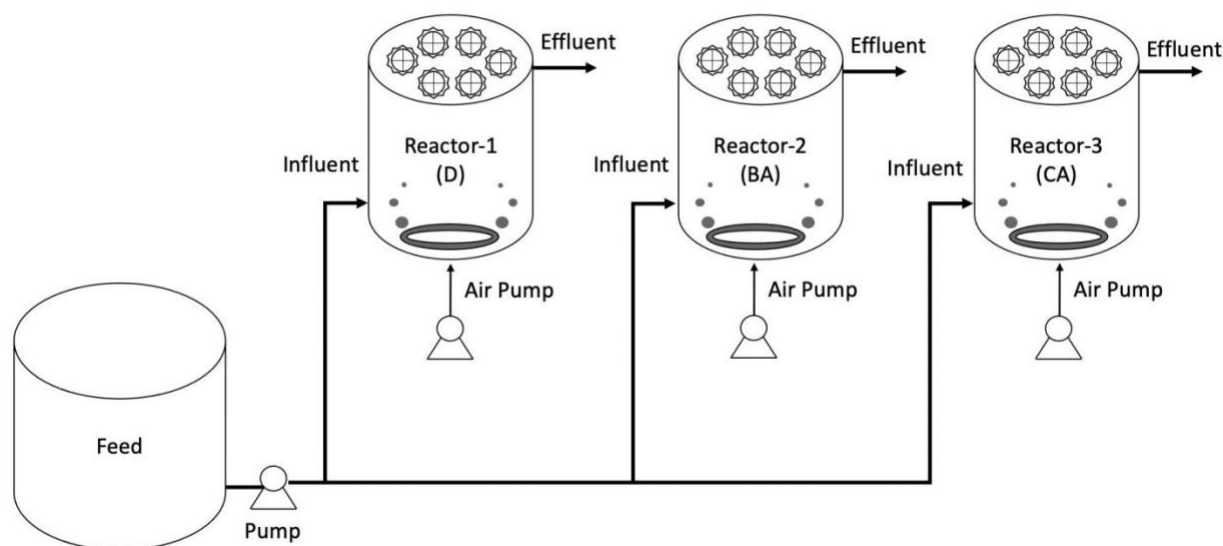 Effluent
Effluent
Effluent
Reactor-1
(D)
Reactor-2
(BA)
Reactor-3
(CA)
Influent
Influent
Influent
Air Pump
Air Pump
Air Pump
Feed
Pump